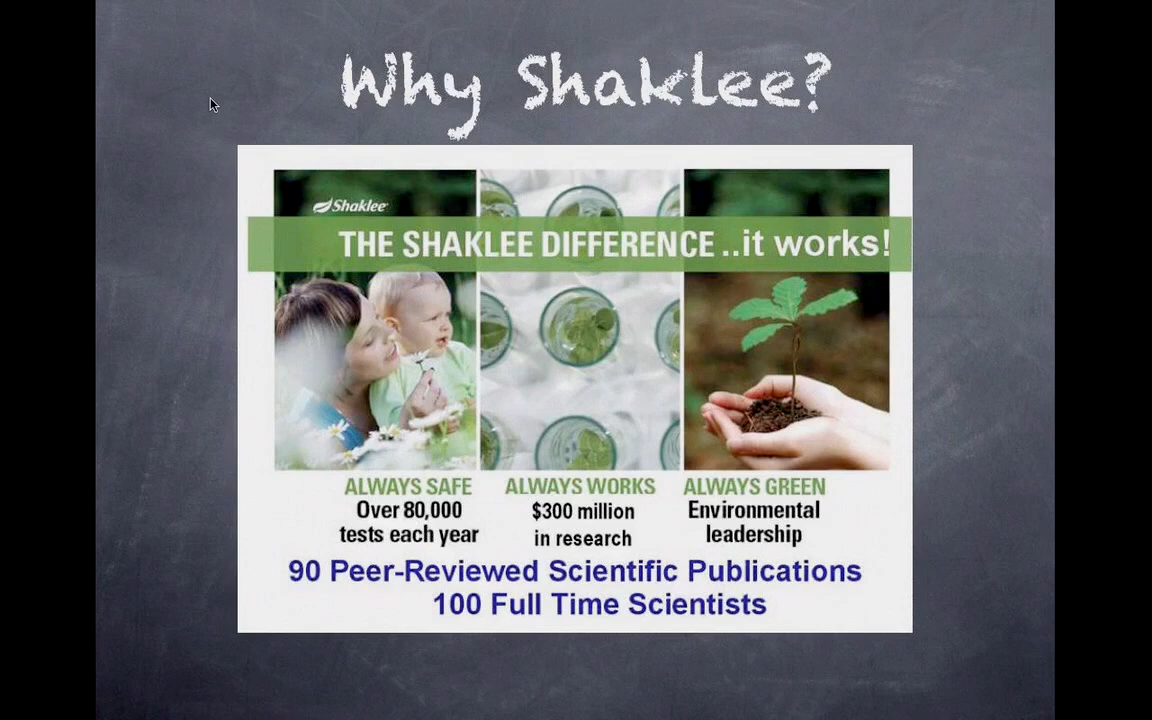 Why Shaklee?
Shaklee
THE SHAKLEE DIFFERENCE ..it works!
ALWAYS SAFE
Over 80,000
tests each year
ALWAYS WORKS
$300 million
in research
ALWAYS GREEN
Environmental
leadership
90 Peer-Reviewed Scientific Publications
100 Full Time Scientists